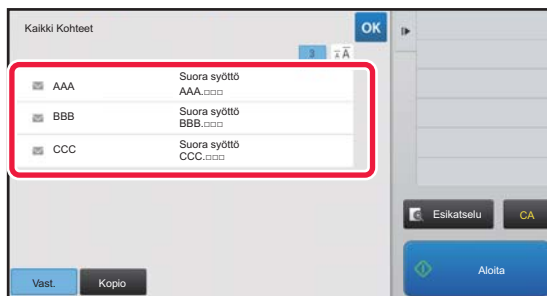 Kaikki Kohteet
OK
3
AAA
Suora syöttö
AAA.□□□
BBB
Suora syöttö
BBB.□□□
CCC
Suora syöttö
CCC.□□□
Esikatselu
CA
Aloita
Vast.
Kopio